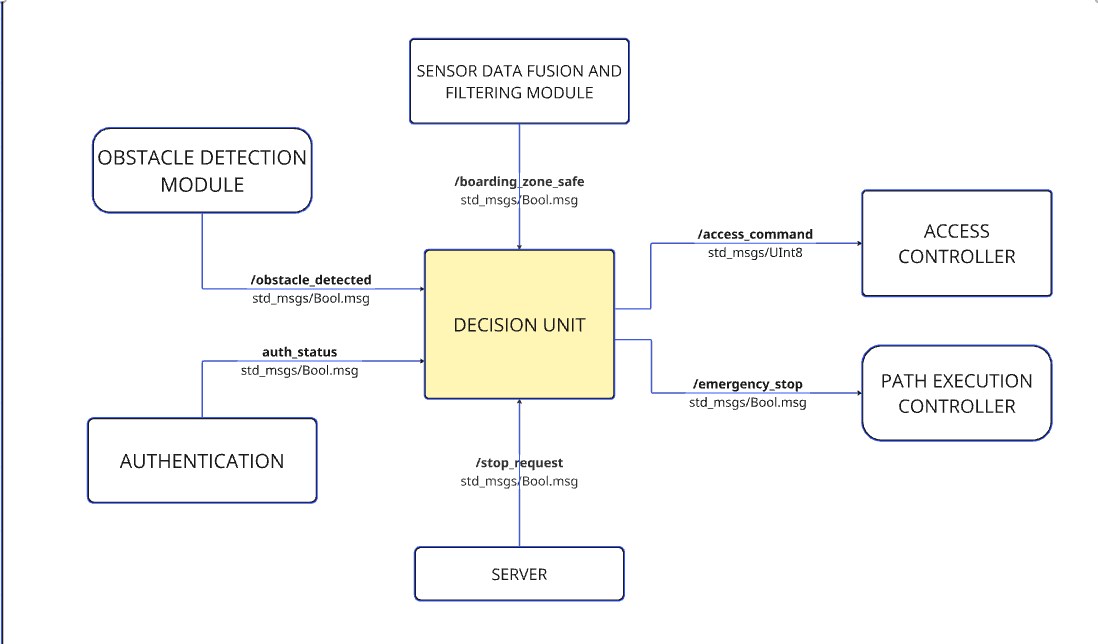 SENSOR DATA FUSION AND
FILTERING MODULE
OBSTACLE DETECTION
MODULE
/boarding_zone_safe
std_msgs/Bool.msg
/access_command
std_msgs/UInt8
ACCESS
CONTROLLER
/obstacle_detected
std_msgs/Bool.msg
DECISION UNIT
auth_status
std_msgs/Bool.msg
/emergency_stop
std_msgs/Bool.msg
PATH EXECUTION
CONTROLLER
AUTHENTICATION
/stop_request
std_msgs/Bool.msg
SERVER